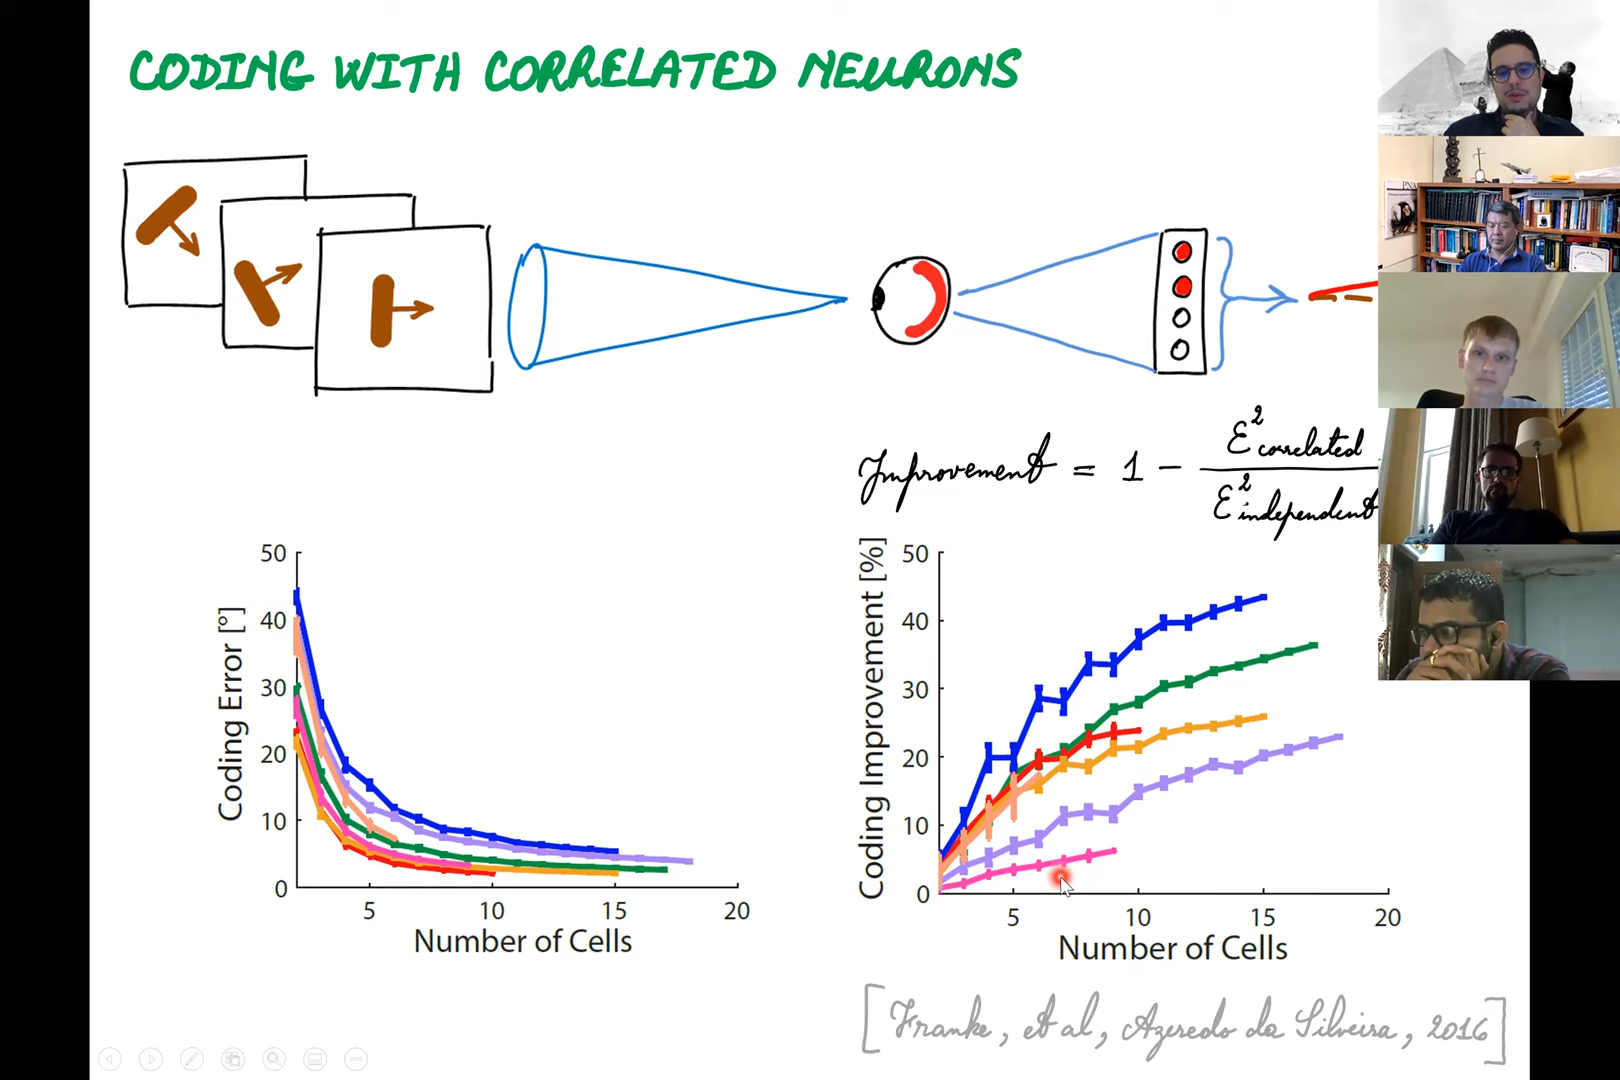 CODING WITH CORRELATED NEURONS
Improvement = 1 - ε²correlated
ε²independent
50
40
30
20
10
0
Coding Error [°]
5
10
15
20
Number of Cells
50
40
30
20
10
0
Coding Improvement [%]
5
10
15
20
Number of Cells
[Franke, et al, Azeredo da Silveira, 2016]